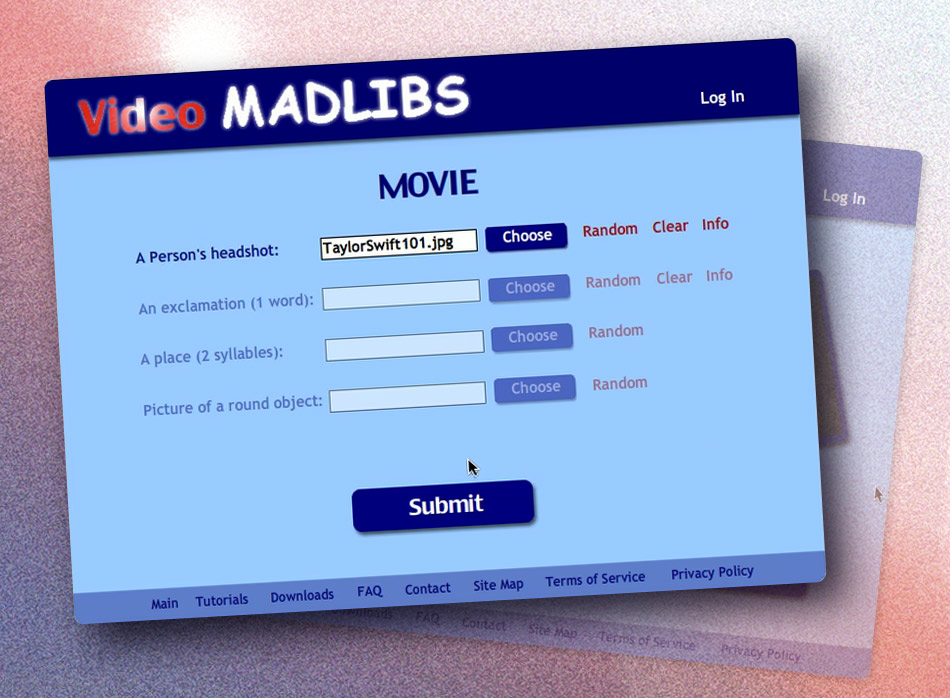 Video MADLIBS
Log In
MOVIE
A Person's headshot: TaylorSwift101.jpg Choose Random Clear Info
An exclamation (1 word): Choose Random Clear Info
A place (2 syllables): Choose Random
Picture of a round object: Choose Random
Submit
Main Tutorials Downloads FAQ Contact Site Map Terms of Service Privacy Policy
Log In
FAQ Contact Site Map Terms of Service Privacy Policy